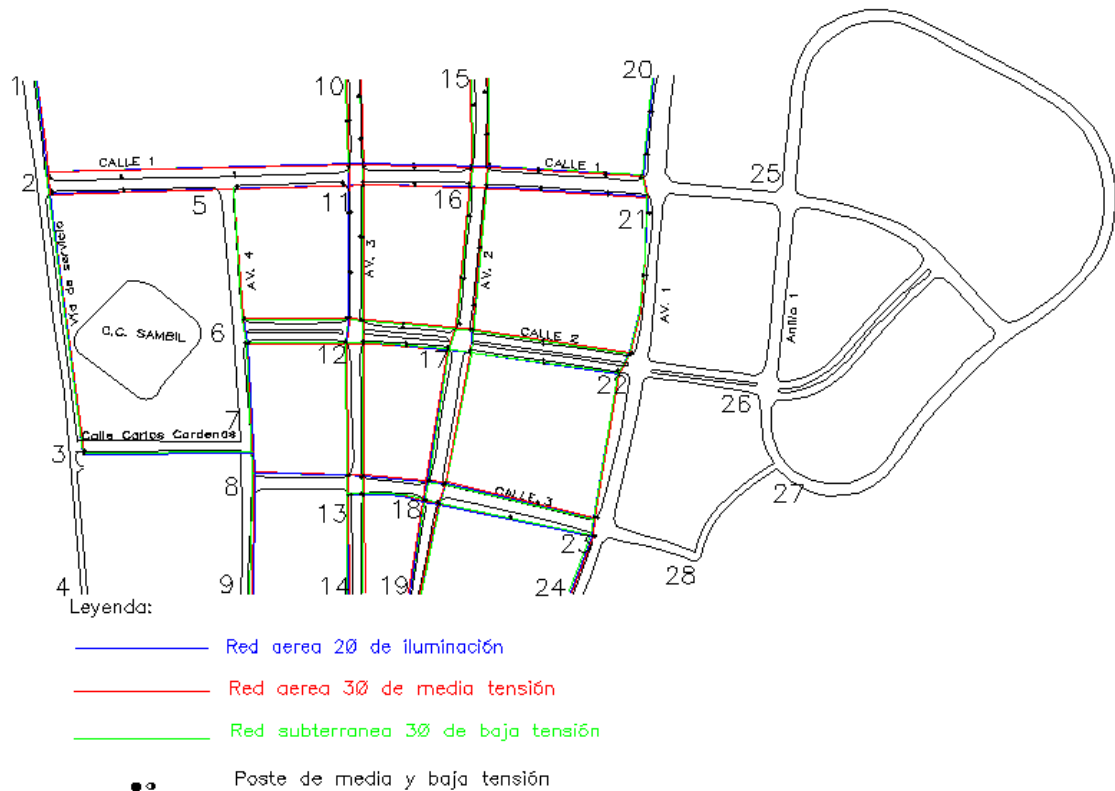 1
10
15
20
CALLE 1
CALLE 1
2
5
11
16
21
25
Vía de servicio
AV. 4
AV. 3
AV. 2
AV. 1
Anillo 1
C.C. SAMBIL
6
12
17
CALLE 2
22
26
7
Calle Carlos Cardenas
3
8
13
18
CALLE 3
23
27
28
4
9
14
19
24
Leyenda:
Red aerea 2Ø de iluminación
Red aerea 3Ø de media tensión
Red subterranea 3Ø de baja tensión
Poste de media y baja tensión